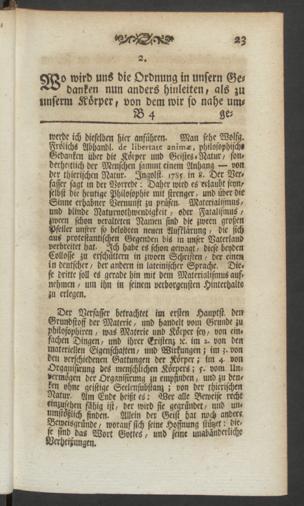 23
2.
Wo wird uns die Ordnung in unsern Ge-
danken nun anders hinleiten, als zu
unserm Körper, von dem wir so nahe um-
B 4 ge-
werde ich dieselben hier anführen. Man sehe Wolfg.
Frölichs Abhandl. de libertate animæ, philosophische
Gedanken über die Körper und Geistes-Natur, son-
derheitlich der Menschen sammt einem Anhang — von
der thierischen Natur. Ingolst. 1785. in 8. Der Ver-
fasser sagt in der Vorrede: Daher wird es erlaubt seyn,
selbst die heutige Philosophie mit strenger, und über die
Sinne erhabner Vernunft zu prüfen. Materialismus,
und blinde Naturnothwendigkeit, oder Fatalismus,
zween schon veralteten Namen sind die zween großen
Pfeiler unsrer so belobten neuen Aufklärung, die sich
aus protestantischen Gegenden bis in unser Vaterland
verbreitet hat. Ich habe es schon gewagt, diese beyden
Colosse zu erschüttern in zwoen Schriften, der einen
in deutscher, der andern in lateinischer Sprache. Die-
se dritte soll es gerade hin mit dem Materialismus auf-
nehmen, um ihn in seinem verborgensten Hinterhalte
zu erlegen.
Der Verfasser betrachtet im ersten Hauptst. den
Grundstoff der Materie, und handelt vom Grunde zu
philosophiren, was Materie und Körper sey, von ein-
fachen Dingen, und ihrer Existenz ꝛc. im 2. von den
materiellen Eigenschaften, und Wirkungen; im 3. von
den verschiedenen Gattungen der Körper; im 4. von
Organisirung des menschlichen Körpers; 5. vom Un-
vermögen der Organisirung zu empfinden, und zu den-
ken ohne geistige Seelensubstanz; von der thierischen
Natur. Am Ende heißt es: Wer alle Beweise recht
einzusehen fähig ist, der wird sie gegründet, und un-
umstößlich finden. Allein der Geist hat noch andere
Beweisgründe, worauf sich seine Hoffnung stützet: die-
se sind das Wort Gottes, und seine unabänderliche
Verheißungen.